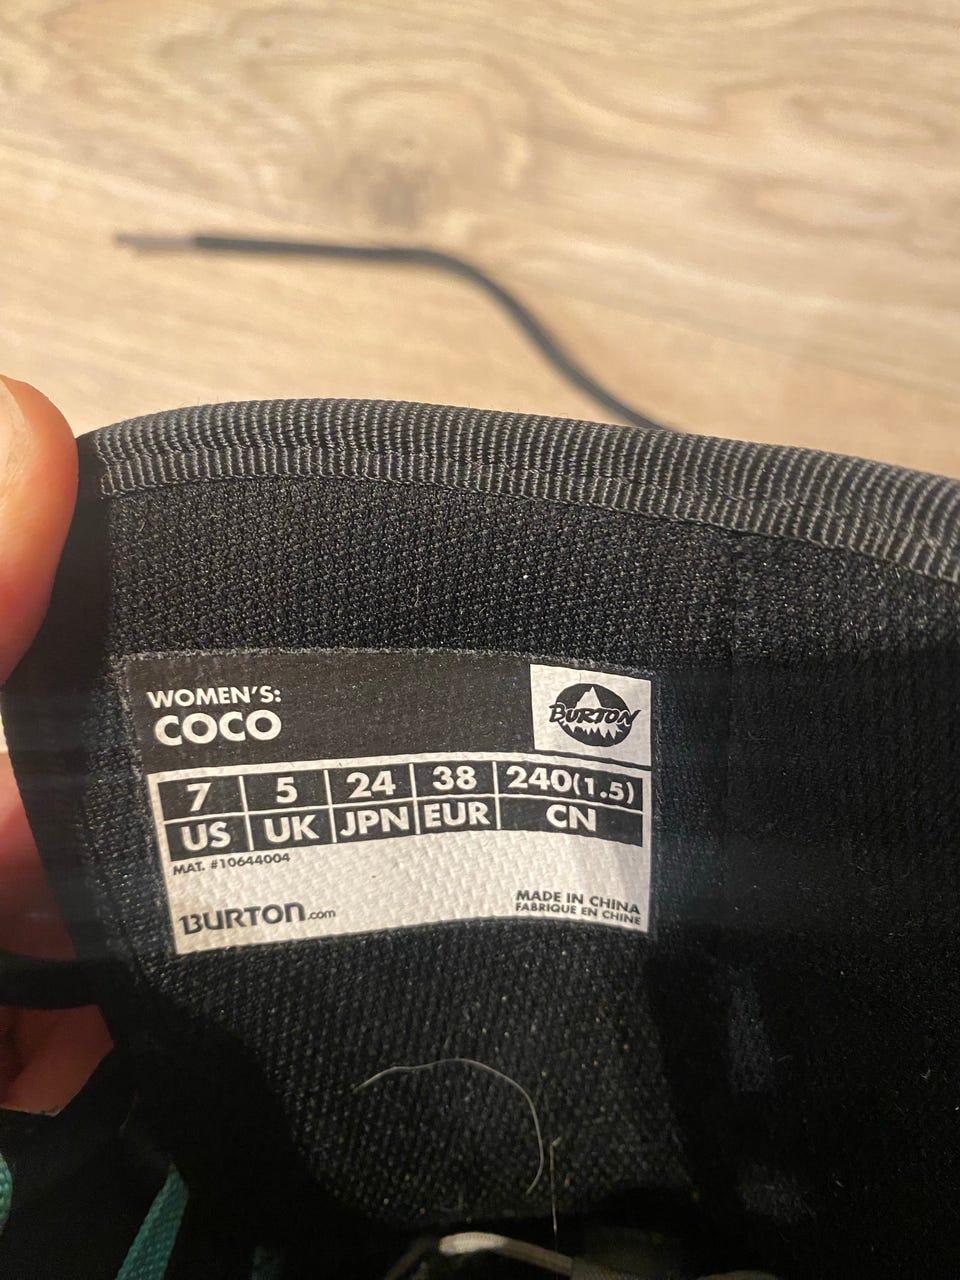 WOMEN'S:
COCO
BURTON
7 5 24 38 240(1.5)
US UK JPN EUR CN
MAT. #10644004
BURTON.com
MADE IN CHINA
FABRIQUE EN CHINE